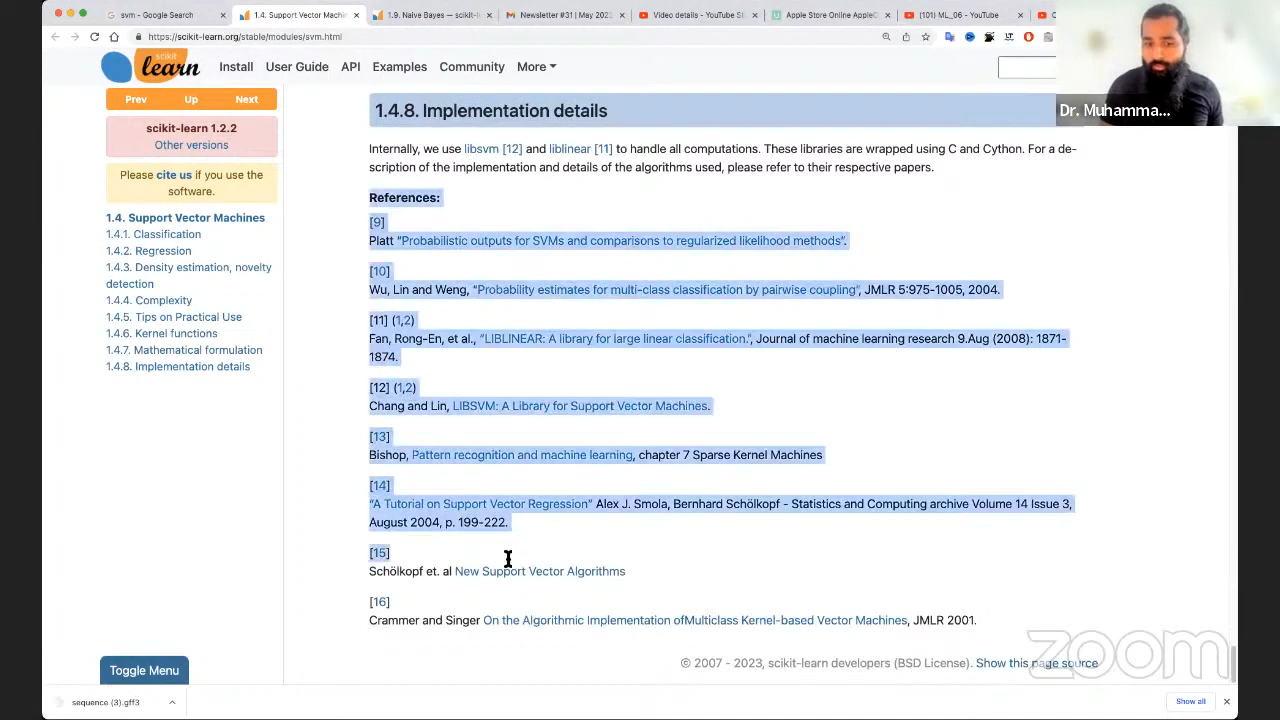 svm - Google Search
1.4. Support Vector Machin
1.9. Naive Bayes — scikit-l
Newsletter #31 | May 202
Video details - YouTube S
Apple Store Online AppleC
(101) ML_06 - YouTube
https://scikit-learn.org/stable/modules/svm.html
scikit
learn
Install User Guide API Examples Community More
Dr. Muhamma...
Prev Up Next
scikit-learn 1.2.2
Other versions
Please cite us if you use the
software.
1.4. Support Vector Machines
1.4.1. Classification
1.4.2. Regression
1.4.3. Density estimation, novelty
detection
1.4.4. Complexity
1.4.5. Tips on Practical Use
1.4.6. Kernel functions
1.4.7. Mathematical formulation
1.4.8. Implementation details
1.4.8. Implementation details
Internally, we use libsvm [12] and liblinear [11] to handle all computations. These libraries are wrapped using C and Cython. For a de-
scription of the implementation and details of the algorithms used, please refer to their respective papers.
References:
[9]
Platt “Probabilistic outputs for SVMs and comparisons to regularized likelihood methods”.
[10]
Wu, Lin and Weng, “Probability estimates for multi-class classification by pairwise coupling”, JMLR 5:975-1005, 2004.
[11] (1,2)
Fan, Rong-En, et al., “LIBLINEAR: A library for large linear classification.”, Journal of machine learning research 9.Aug (2008): 1871-
1874.
[12] (1,2)
Chang and Lin, LIBSVM: A Library for Support Vector Machines.
[13]
Bishop, Pattern recognition and machine learning, chapter 7 Sparse Kernel Machines
[14]
“A Tutorial on Support Vector Regression” Alex J. Smola, Bernhard Schölkopf - Statistics and Computing archive Volume 14 Issue 3,
August 2004, p. 199-222.
[15]
Schölkopf et. al New Support Vector Algorithms
[16]
Crammer and Singer On the Algorithmic Implementation ofMulticlass Kernel-based Vector Machines, JMLR 2001.
zoom
© 2007 - 2023, scikit-learn developers (BSD License). Show this page source
Toggle Menu
sequence (3).gff3
Show all